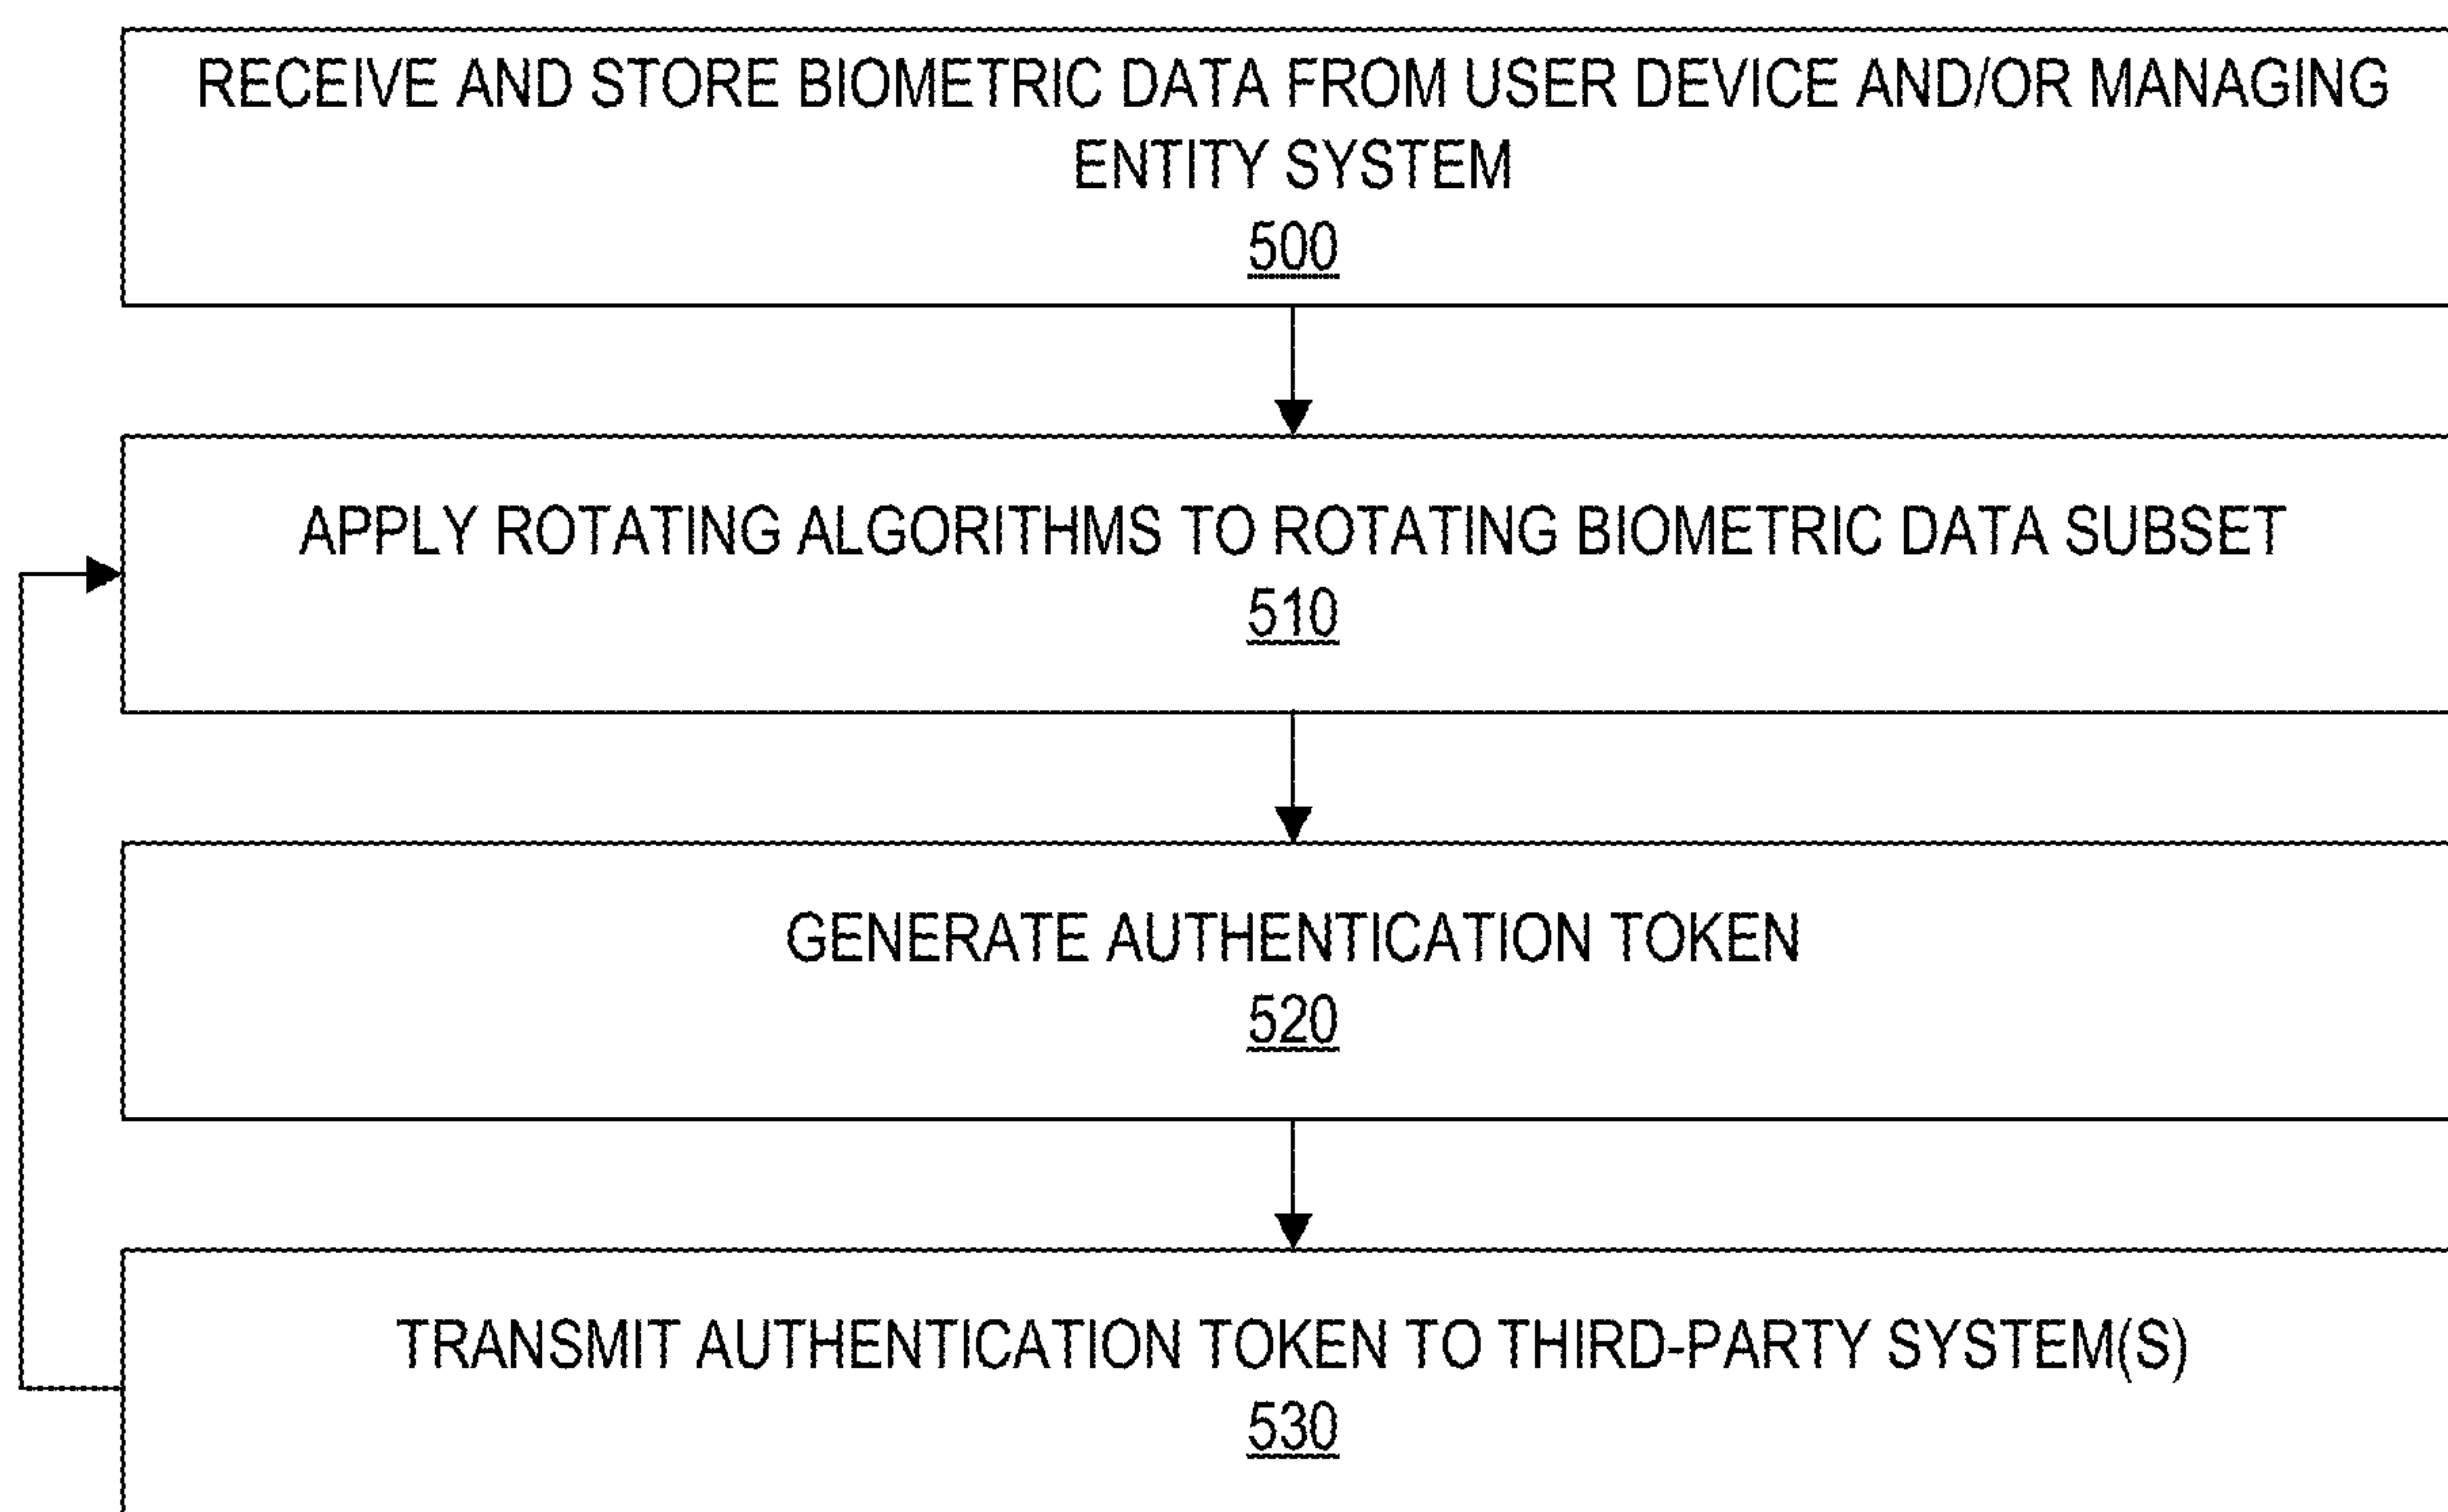 RECEIVE AND STORE BIOMETRIC DATA FROM USER DEVICE AND/OR MANAGING
ENTITY SYSTEM
500
APPLY ROTATING ALGORITHMS TO ROTATING BIOMETRIC DATA SUBSET
510
GENERATE AUTHENTICATION TOKEN
520
TRANSMIT AUTHENTICATION TOKEN TO THIRD-PARTY SYSTEM(S)
530